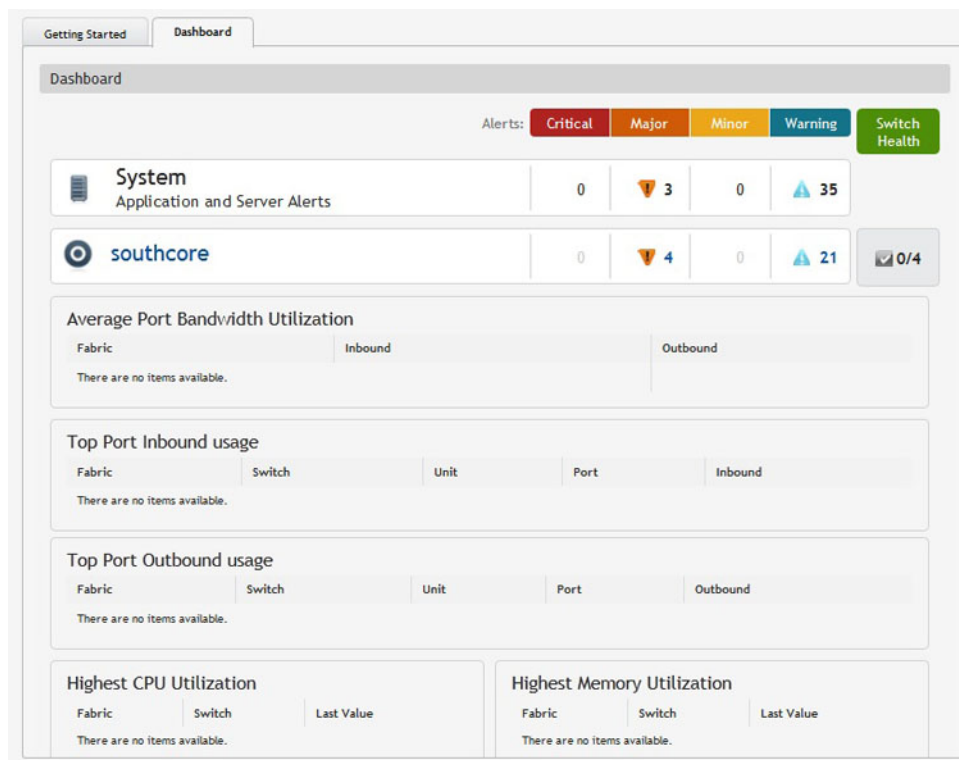 Getting Started Dashboard
Dashboard
Alerts: Critical Major Minor Warning Switch Health
System 0 3 0 35
Application and Server Alerts
southcore 0 4 0 21 0/4
Average Port Bandwidth Utilization
Fabric Inbound Outbound
There are no items available.
Top Port Inbound usage
Fabric Switch Unit Port Inbound
There are no items available.
Top Port Outbound usage
Fabric Switch Unit Port Outbound
There are no items available.
Highest CPU Utilization
Fabric Switch Last Value
There are no items available.
Highest Memory Utilization
Fabric Switch Last Value
There are no items available.